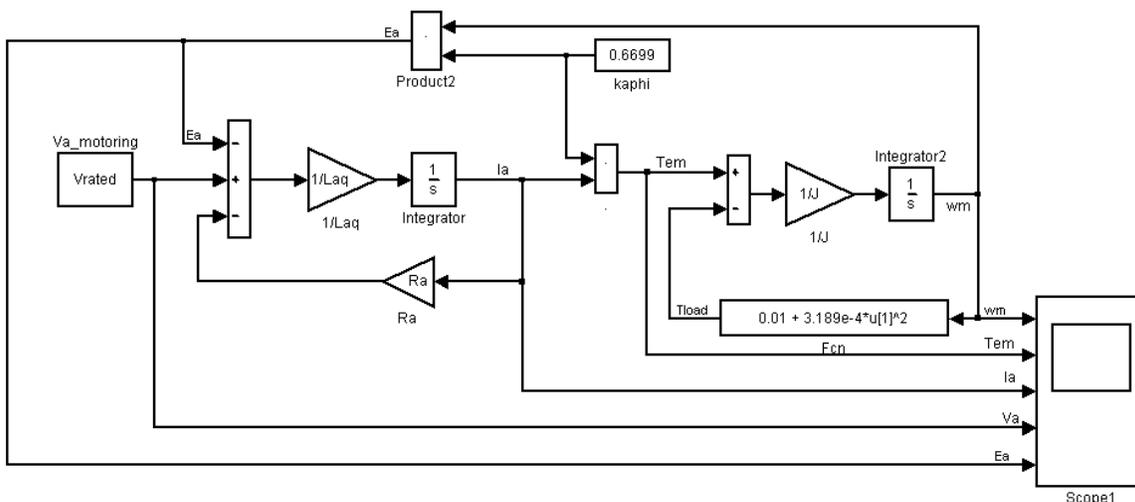 Ea
Product2
0.6699
kaphi
Va_motoring
Vrated
Ea
-
+
-
1/Laq
1/Laq
1
s
Integrator
Ia
Ra
Ra
Tem
+
-
1/J
1/J
Integrator2
1
s
wm
Tload
0.01 + 3.189e-4*u[1]^2
Fcn
wm
Tem
Ia
Va
Ea
Scope1